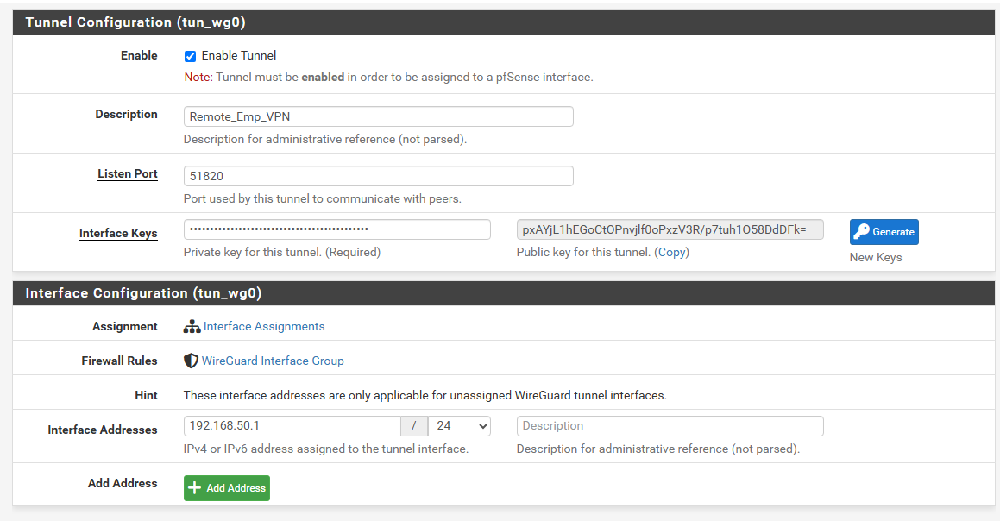 Tunnel Configuration (tun_wg0)
Enable
Enable Tunnel
Note: Tunnel must be enabled in order to be assigned to a pfSense interface.
Description
Remote_Emp_VPN
Description for administrative reference (not parsed).
Listen Port
51820
Port used by this tunnel to communicate with peers.
Interface Keys
•••••••••••••••••••••••••••••••••••••••••••• pxAYjL1hEGoCtOPnvjlf0oPxzV3R/p7tuh1O58DdDFk= Generate
Private key for this tunnel. (Required) Public key for this tunnel. (Copy) New Keys
Interface Configuration (tun_wg0)
Assignment Interface Assignments
Firewall Rules WireGuard Interface Group
Hint These interface addresses are only applicable for unassigned WireGuard tunnel interfaces.
Interface Addresses 192.168.50.1 / 24 Description
IPv4 or IPv6 address assigned to the tunnel interface. Description for administrative reference (not parsed).
Add Address Add Address